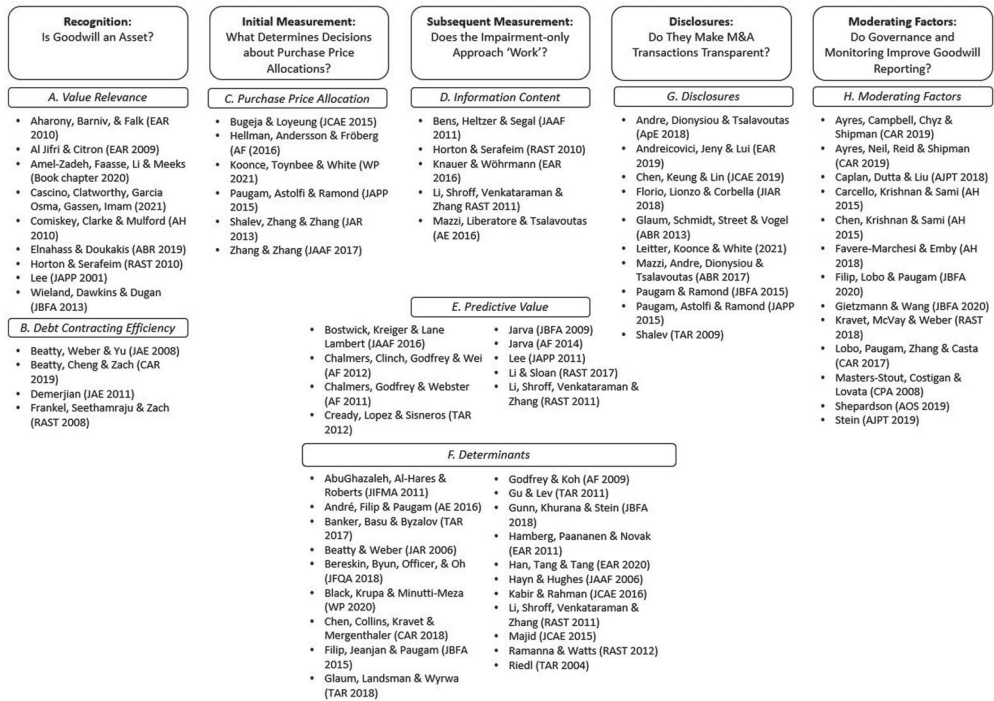 Recognition:
Is Goodwill an Asset?
A. Value Relevance
• Aharony, Barniv, & Falk (EAR
2010)
• Al Jifri & Citron (EAR 2009)
• Amel-Zadeh, Faasse, Li & Meeks
(Book chapter 2020)
• Cascino, Clatworthy, Garcia
Osma, Gassen, Imam (2021)
• Comiskey, Clarke & Mulford (AH
2010)
• Elnahass & Doukakis (ABR 2019)
• Horton & Serafeim (RAST 2010)
• Lee (JAPP 2001)
• Wieland, Dawkins & Dugan
(JBFA 2013)
B. Debt Contracting Efficiency
• Beatty, Weber & Yu (JAE 2008)
• Beatty, Cheng & Zach (CAR
2019)
• Demerjian (JAE 2011)
• Frankel, Seethamraju & Zach
(RAST 2008)
Initial Measurement:
What Determines Decisions
about Purchase Price
Allocations?
C. Purchase Price Allocation
• Bugeja & Loyeung (JCAE 2015)
• Hellman, Andersson & Fröberg
(AF (2016)
• Koonce, Toynbee & White (WP
2021)
• Paugam, Astolfi & Ramond (JAPP
2015)
• Shalev, Zhang & Zhang (JAR
2013)
• Zhang & Zhang (JAAF 2017)
Subsequent Measurement:
Does the Impairment-only
Approach ‘Work’?
D. Information Content
• Bens, Heltzer & Segal (JAAF
2011)
• Horton & Serafeim (RAST 2010)
• Knauer & Wöhrmann (EAR
2016)
• Li, Shroff, Venkataraman &
Zhang RAST 2011)
• Mazzi, Liberatore & Tsalavoutas
(AE 2016)
E. Predictive Value
• Bostwick, Kreiger & Lane
Lambert (JAAF 2016)
• Chalmers, Clinch, Godfrey & Wei
(AF 2012)
• Chalmers, Godfrey & Webster
(AF 2011)
• Cready, Lopez & Sisneros (TAR
2012)
• Jarva (JBFA 2009)
• Jarva (AF 2014)
• Lee (JAPP 2011)
• Li & Sloan (RAST 2017)
• Li, Shroff, Venkataraman &
Zhang (RAST 2011)
F. Determinants
• AbuGhazaleh, Al-Hares &
Roberts (JIFMA 2011)
• André, Filip & Paugam (AE 2016)
• Banker, Basu & Byzalov (TAR
2017)
• Beatty & Weber (JAR 2006)
• Bereskin, Byun, Officer, & Oh
(JFQA 2018)
• Black, Krupa & Minutti-Meza
(WP 2020)
• Chen, Collins, Kravet &
Mergenthaler (CAR 2018)
• Filip, Jeanjan & Paugam (JBFA
2015)
• Glaum, Landsman & Wyrwa
(TAR 2018)
• Godfrey & Koh (AF 2009)
• Gu & Lev (TAR 2011)
• Gunn, Khurana & Stein (JBFA
2018)
• Hamberg, Paananen & Novak
(EAR 2011)
• Han, Tang & Tang (EAR 2020)
• Hayn & Hughes (JAAF 2006)
• Kabir & Rahman (JCAE 2016)
• Li, Shroff, Venkataraman &
Zhang (RAST 2011)
• Majid (JCAE 2015)
• Ramanna & Watts (RAST 2012)
• Riedl (TAR 2004)
Disclosures:
Do They Make M&A
Transactions Transparent?
G. Disclosures
• Andre, Dionysiou & Tsalavoutas
(ApE 2018)
• Andreicovici, Jeny & Lui (EAR
2019)
• Chen, Keung & Lin (JCAE 2019)
• Florio, Lionzo & Corbella (JIAR
2018)
• Glaum, Schmidt, Street & Vogel
(ABR 2013)
• Leitter, Koonce & White (2021)
• Mazzi, Andre, Dionysiou &
Tsalavoutas (ABR 2017)
• Paugam & Ramond (JBFA 2015)
• Paugam, Astolfi & Ramond (JAPP
2015)
• Shalev (TAR 2009)
Moderating Factors:
Do Governance and
Monitoring Improve Goodwill
Reporting?
H. Moderating Factors
• Ayres, Campbell, Chyz &
Shipman (CAR 2019)
• Ayres, Neil, Reid & Shipman
(CAR 2019)
• Caplan, Dutta & Liu (AJPT 2018)
• Carcello, Krishnan & Sami (AH
2015)
• Chen, Krishnan & Sami (AH
2015)
• Favere-Marchesi & Emby (AH
2018)
• Filip, Lobo & Paugam (JBFA
2020)
• Gietzmann & Wang (JBFA 2020)
• Kravet, McVay & Weber (RAST
2018)
• Lobo, Paugam, Zhang & Casta
(CAR 2017)
• Masters-Stout, Costigan &
Lovata (CPA 2008)
• Shepardson (AOS 2019)
• Stein (AJPT 2019)